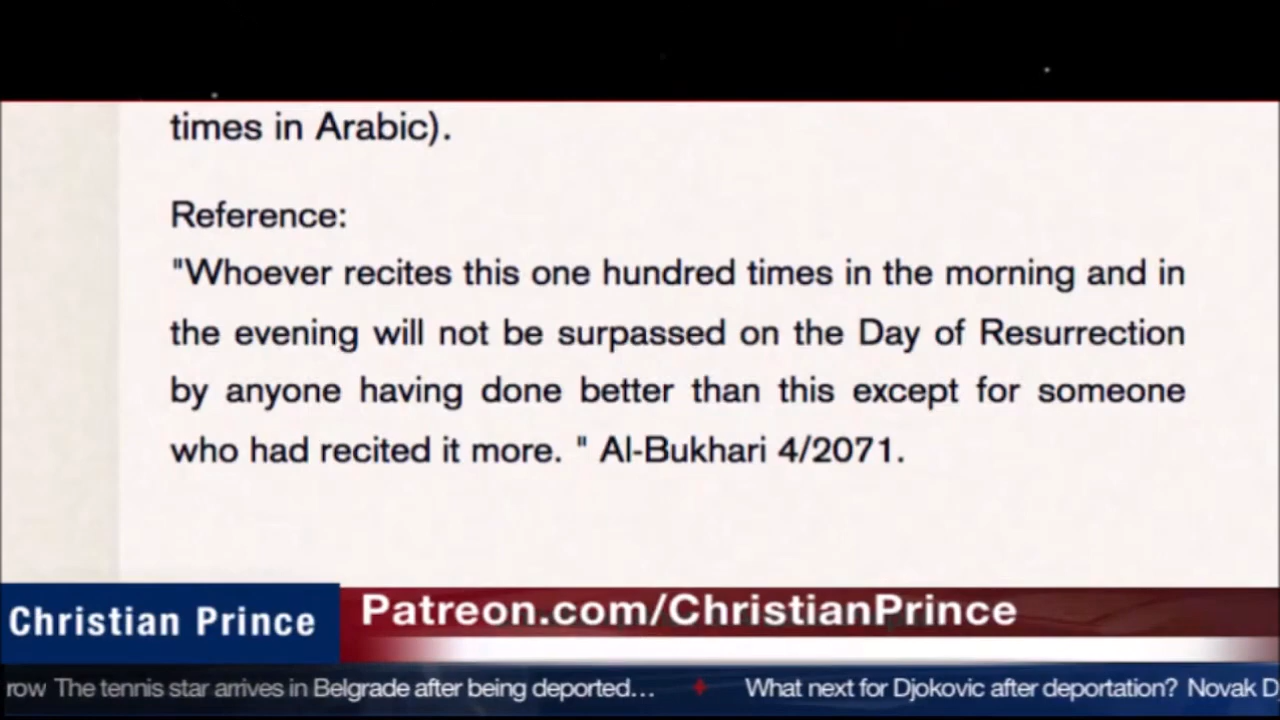 times in Arabic).
Reference:
"Whoever recites this one hundred times in the morning and in
the evening will not be surpassed on the Day of Resurrection
by anyone having done better than this except for someone
who had recited it more. " Al-Bukhari 4/2071.
Christian Prince
Patreon.com/ChristianPrince
row The tennis star arrives in Belgrade after being deported... What next for Djokovic after deportation? Novak D